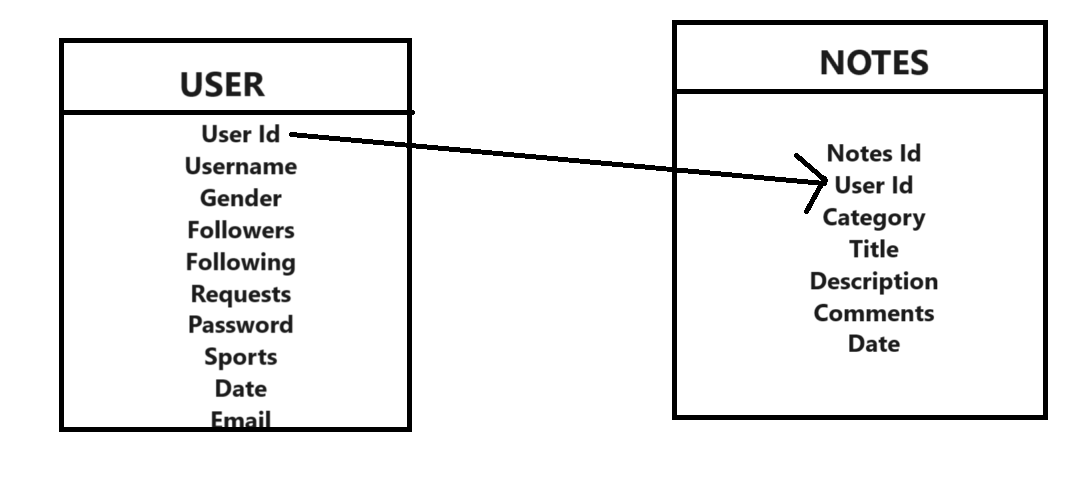 USER
User Id
Username
Gender
Followers
Following
Requests
Password
Sports
Date
Email
NOTES
Notes Id
User Id
Category
Title
Description
Comments
Date